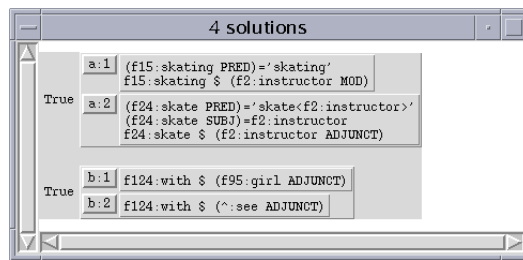 4 solutions
a:1 (f15:skating PRED)='skating'
f15:skating $ (f2:instructor MOD)
True
a:2 (f24:skate PRED)='skate<f2:instructor>'
(f24:skate SUBJ)=f2:instructor
f24:skate $ (f2:instructor ADJUNCT)
b:1 f124:with $ (f95:girl ADJUNCT)
True
b:2 f124:with $ (^:see ADJUNCT)